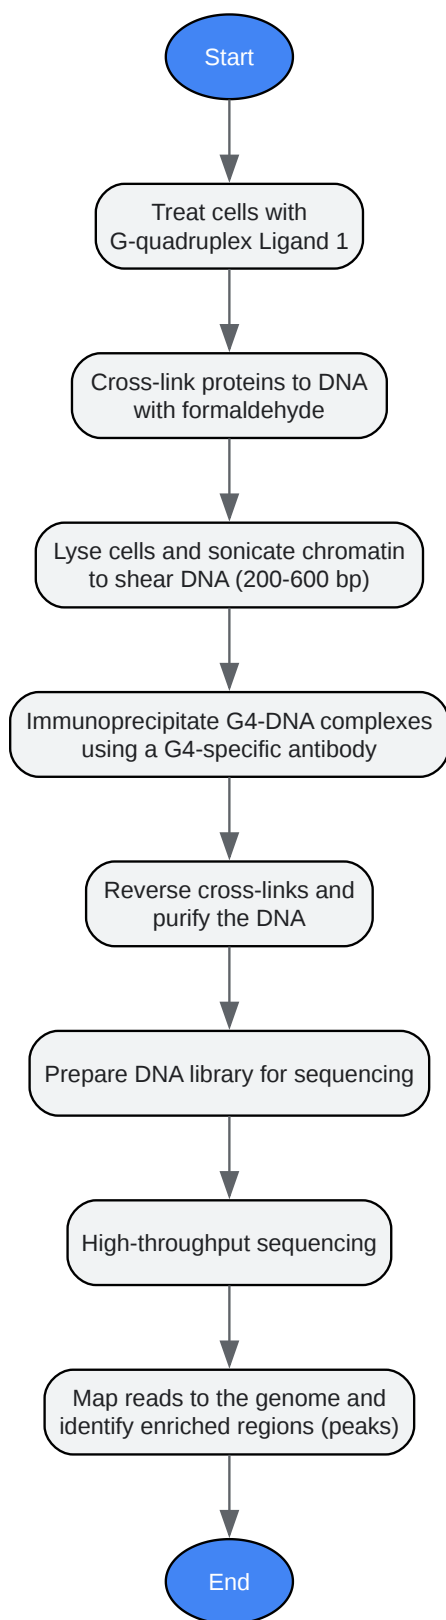 Start
Treat cells with
G-quadruplex Ligand 1
Cross-link proteins to DNA
with formaldehyde
Lyse cells and sonicate chromatin
to shear DNA (200-600 bp)
Immunoprecipitate G4-DNA complexes
using a G4-specific antibody
Reverse cross-links and
purify the DNA
Prepare DNA library for sequencing
High-throughput sequencing
Map reads to the genome and
identify enriched regions (peaks)
End